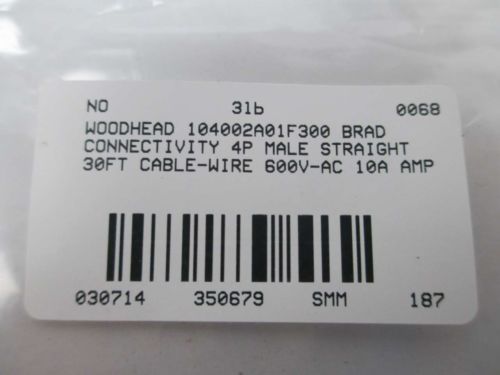 NO 31b 0068
WOODHEAD 104002A01F300 BRAD
CONNECTIVITY 4P MALE STRAIGHT
30FT CABLE-WIRE 600V-AC 10A AMP
030714 350679 SMM 187